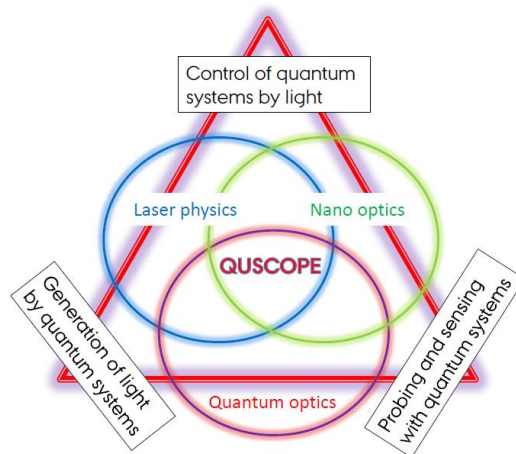 Control of quantum
systems by light
Laser physics
Nano optics
QUSCOPE
Generation of light
by quantum systems
Probing and sensing
with quantum systems
Quantum optics